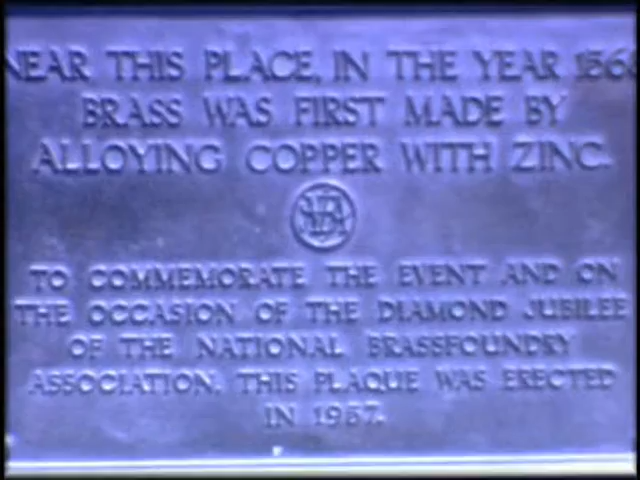 NEAR THIS PLACE, IN THE YEAR 1568
BRASS WAS FIRST MADE BY
ALLOYING COPPER WITH ZINC.
TO COMMEMORATE THE EVENT AND ON
THE OCCASION OF THE DIAMOND JUBILEE
OF THE NATIONAL BRASSFOUNDRY
ASSOCIATION. THIS PLAQUE WAS ERECTED
IN 1957.